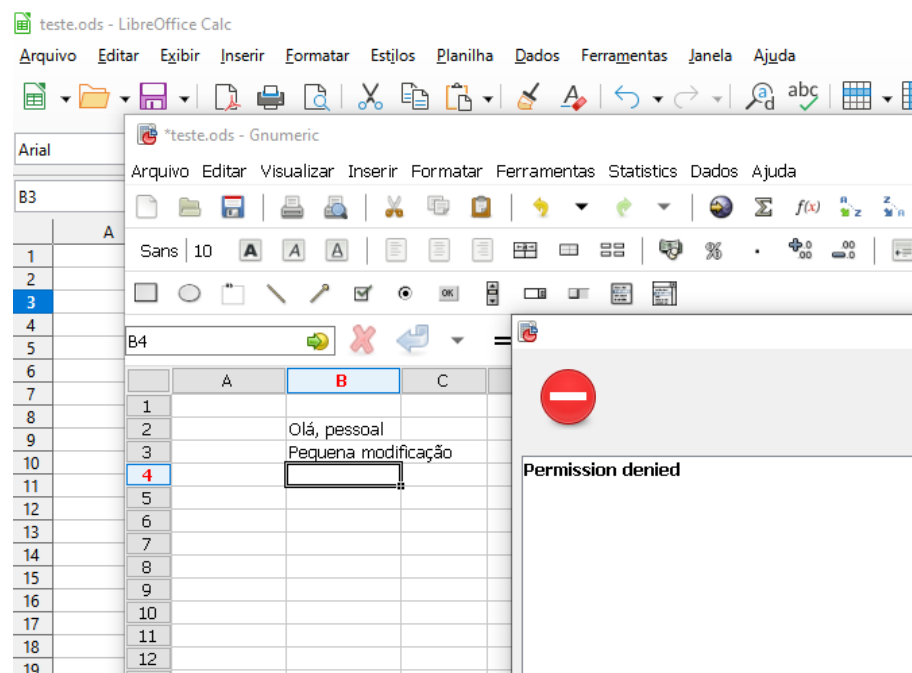 teste.ods - LibreOffice Calc
Arquivo Editar Exibir Inserir Formatar Estilos Planilha Dados Ferramentas Janela Ajuda
abc
Arial
B3
A
1
2
3
4
5
6
7
8
9
10
11
12
13
14
15
16
17
18
19
*teste.ods - Gnumeric
Arquivo Editar Visualizar Inserir Formatar Ferramentas Statistics Dados Ajuda
f(x)
Sans 10 A A A %
OK
B4 =
A B C
1
2 Olá, pessoal
3 Pequena modificação
4
5
6
7
8
9
10
11
12
Permission denied